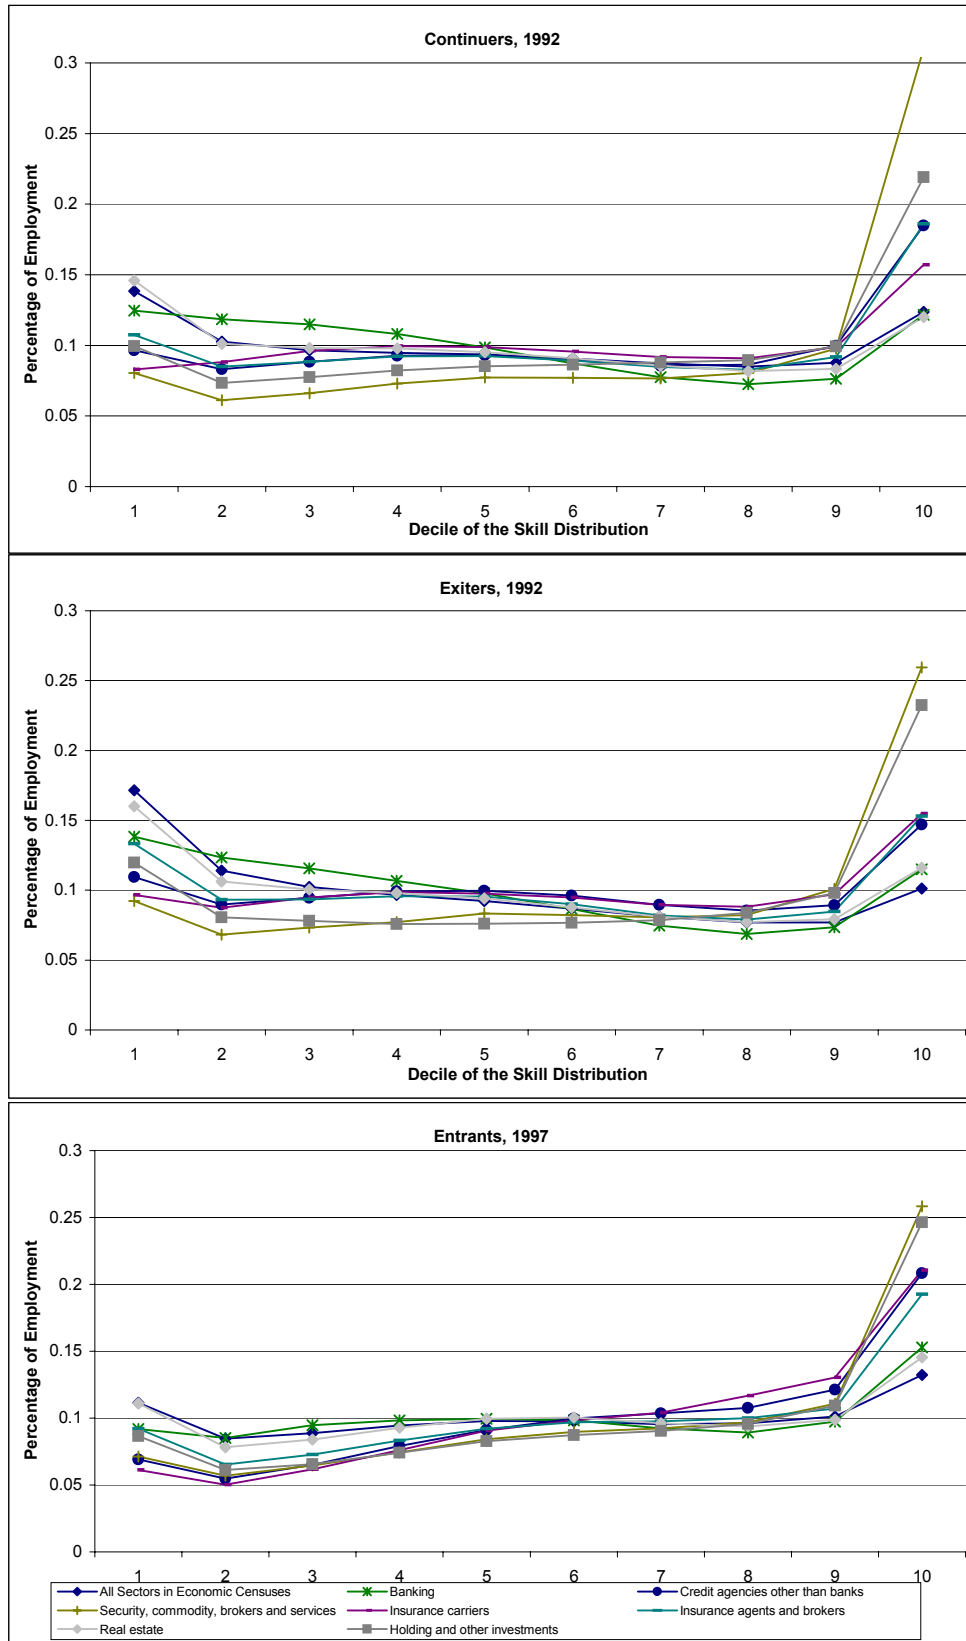 Continuers, 1992
0.3
0.25
0.2
0.15
0.1
0.05
0
Percentage of Employment
1 2 3 4 5 6 7 8 9 10
Decile of the Skill Distribution
Exiters, 1992
0.3
0.25
0.2
0.15
0.1
0.05
0
Percentage of Employment
1 2 3 4 5 6 7 8 9 10
Decile of the Skill Distribution
Entrants, 1997
0.3
0.25
0.2
0.15
0.1
0.05
0
Percentage of Employment
1 2 3 4 5 6 7 8 9 10
All Sectors in Economic Censuses Banking Credit agencies other than banks
Security, commodity, brokers and services Insurance carriers Insurance agents and brokers
Real estate Holding and other investments